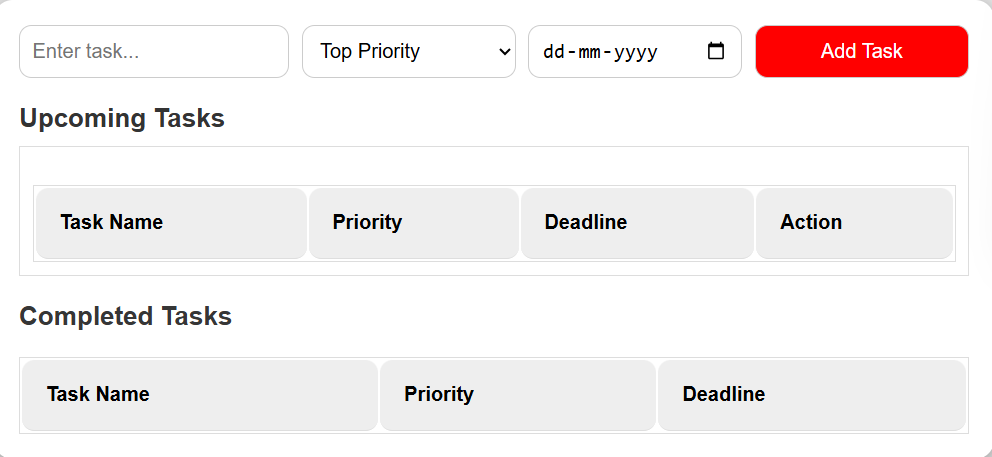 Enter task... Top Priority dd-mm-yyyy Add Task
Upcoming Tasks
Task Name Priority Deadline Action
Completed Tasks
Task Name Priority Deadline